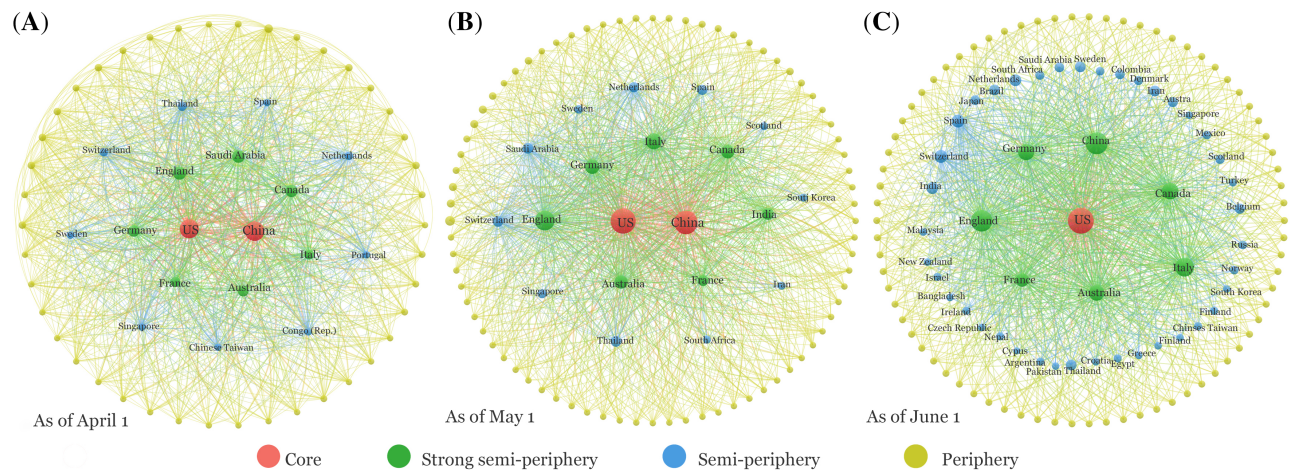 (A)
Thailand
Spain
Switzerland
Saudi Arabia
Netherlands
England
Canada
Sweden
Germany
US
China
Italy
Portugal
France
Australia
Singapore
Congo (Rep.)
Chinese Taiwan
As of April 1
(B)
Netherlands
Spain
Sweden
Scotland
Saudi Arabia
Italy
Canada
Germany
Soutj Korea
Switzerland
England
US
China
India
Australia
France
Singapore
Iran
Thailand
South Africa
As of May 1
(C)
Saudi Arabia
Sweden
South Africa
Colombia
Netherlands
Denmark
Brazil
Iran
Japan
Austra
Spain
Singapore
Germany
China
Mexico
Switzerland
Scotland
India
Canada
Turkey
England
US
Belgium
Malaysia
Russia
New Zealand
Italy
Norway
Israel
France
Australia
South Korea
Bangladesh
Ireland
Finland
Czech Republic
Chinses Taiwan
Nepal
Finland
Cypus
Greece
Argentina
Croatia
Egypt
Pakistan
Thailand
As of June 1
Core
Strong semi-periphery
Semi-periphery
Periphery